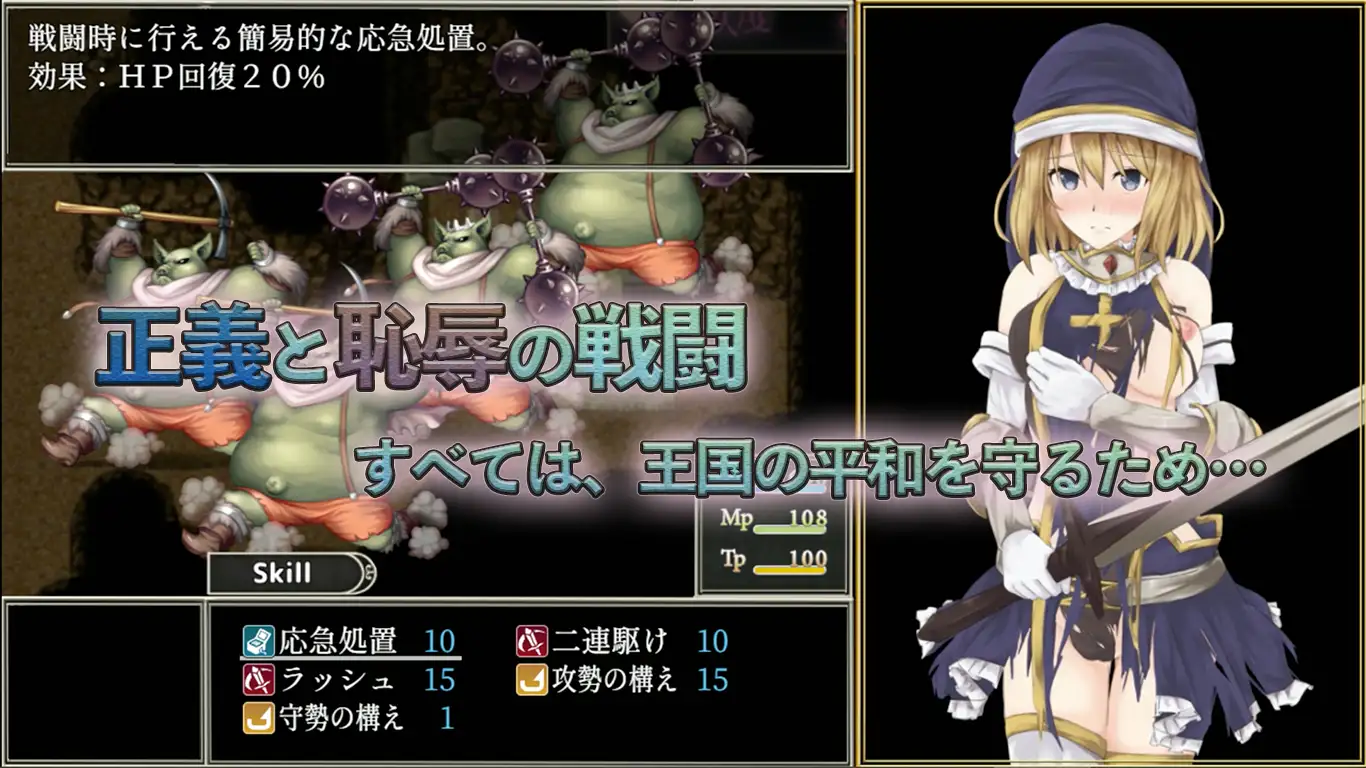 戦闘時に行える簡易的な応急処置。
効果：ＨＰ回復２０％
正義と恥辱の戦闘
すべては、王国の平和を守るため…
Mp 108
Tp 100
Skill
応急処置 10 二連駆け 10
ラッシュ 15 攻勢の構え 15
守勢の構え 1